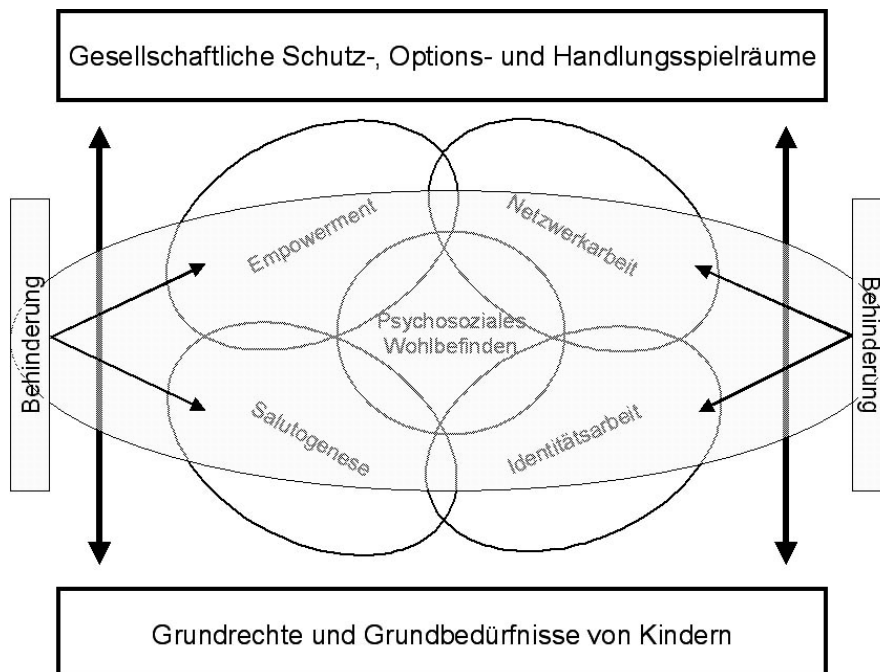 Gesellschaftliche Schutz-, Options- und Handlungsspielräume
Empowerment
Netzwerkarbeit
Behinderung
Psychosoziales
Wohlbefinden
Behinderung
Salutogenese
Identitätsarbeit
Grundrechte und Grundbedürfnisse von Kindern